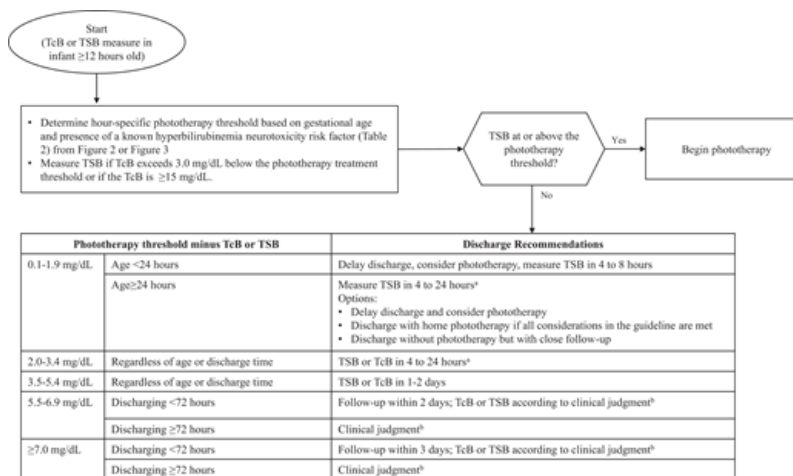 Start
(TcB or TSB measure in
infant ≥12 hours old)
• Determine hour-specific phototherapy threshold based on gestational age
and presence of a known hyperbilirubinemia neurotoxicity risk factor (Table
2) from Figure 2 or Figure 3
• Measure TSB if TcB exceeds 3.0 mg/dL below the phototherapy treatment
threshold or if the TcB is ≥15 mg/dL.
TSB at or above the
phototherapy
threshold?
Yes
Begin phototherapy
No
Phototherapy threshold minus TcB or TSB Discharge Recommendations
0.1-1.9 mg/dL Age <24 hours Delay discharge, consider phototherapy, measure TSB in 4 to 8 hours
Age≥24 hours Measure TSB in 4 to 24 hoursᵃ
Options:
• Delay discharge and consider phototherapy
• Discharge with home phototherapy if all considerations in the guideline are met
• Discharge without phototherapy but with close follow-up
2.0-3.4 mg/dL Regardless of age or discharge time TSB or TcB in 4 to 24 hoursᵃ
3.5-5.4 mg/dL Regardless of age or discharge time TSB or TcB in 1-2 days
5.5-6.9 mg/dL Discharging <72 hours Follow-up within 2 days; TcB or TSB according to clinical judgmentᵇ
Discharging ≥72 hours Clinical judgmentᵇ
≥7.0 mg/dL Discharging <72 hours Follow-up within 3 days; TcB or TSB according to clinical judgmentᵇ
Discharging ≥72 hours Clinical judgmentᵇ